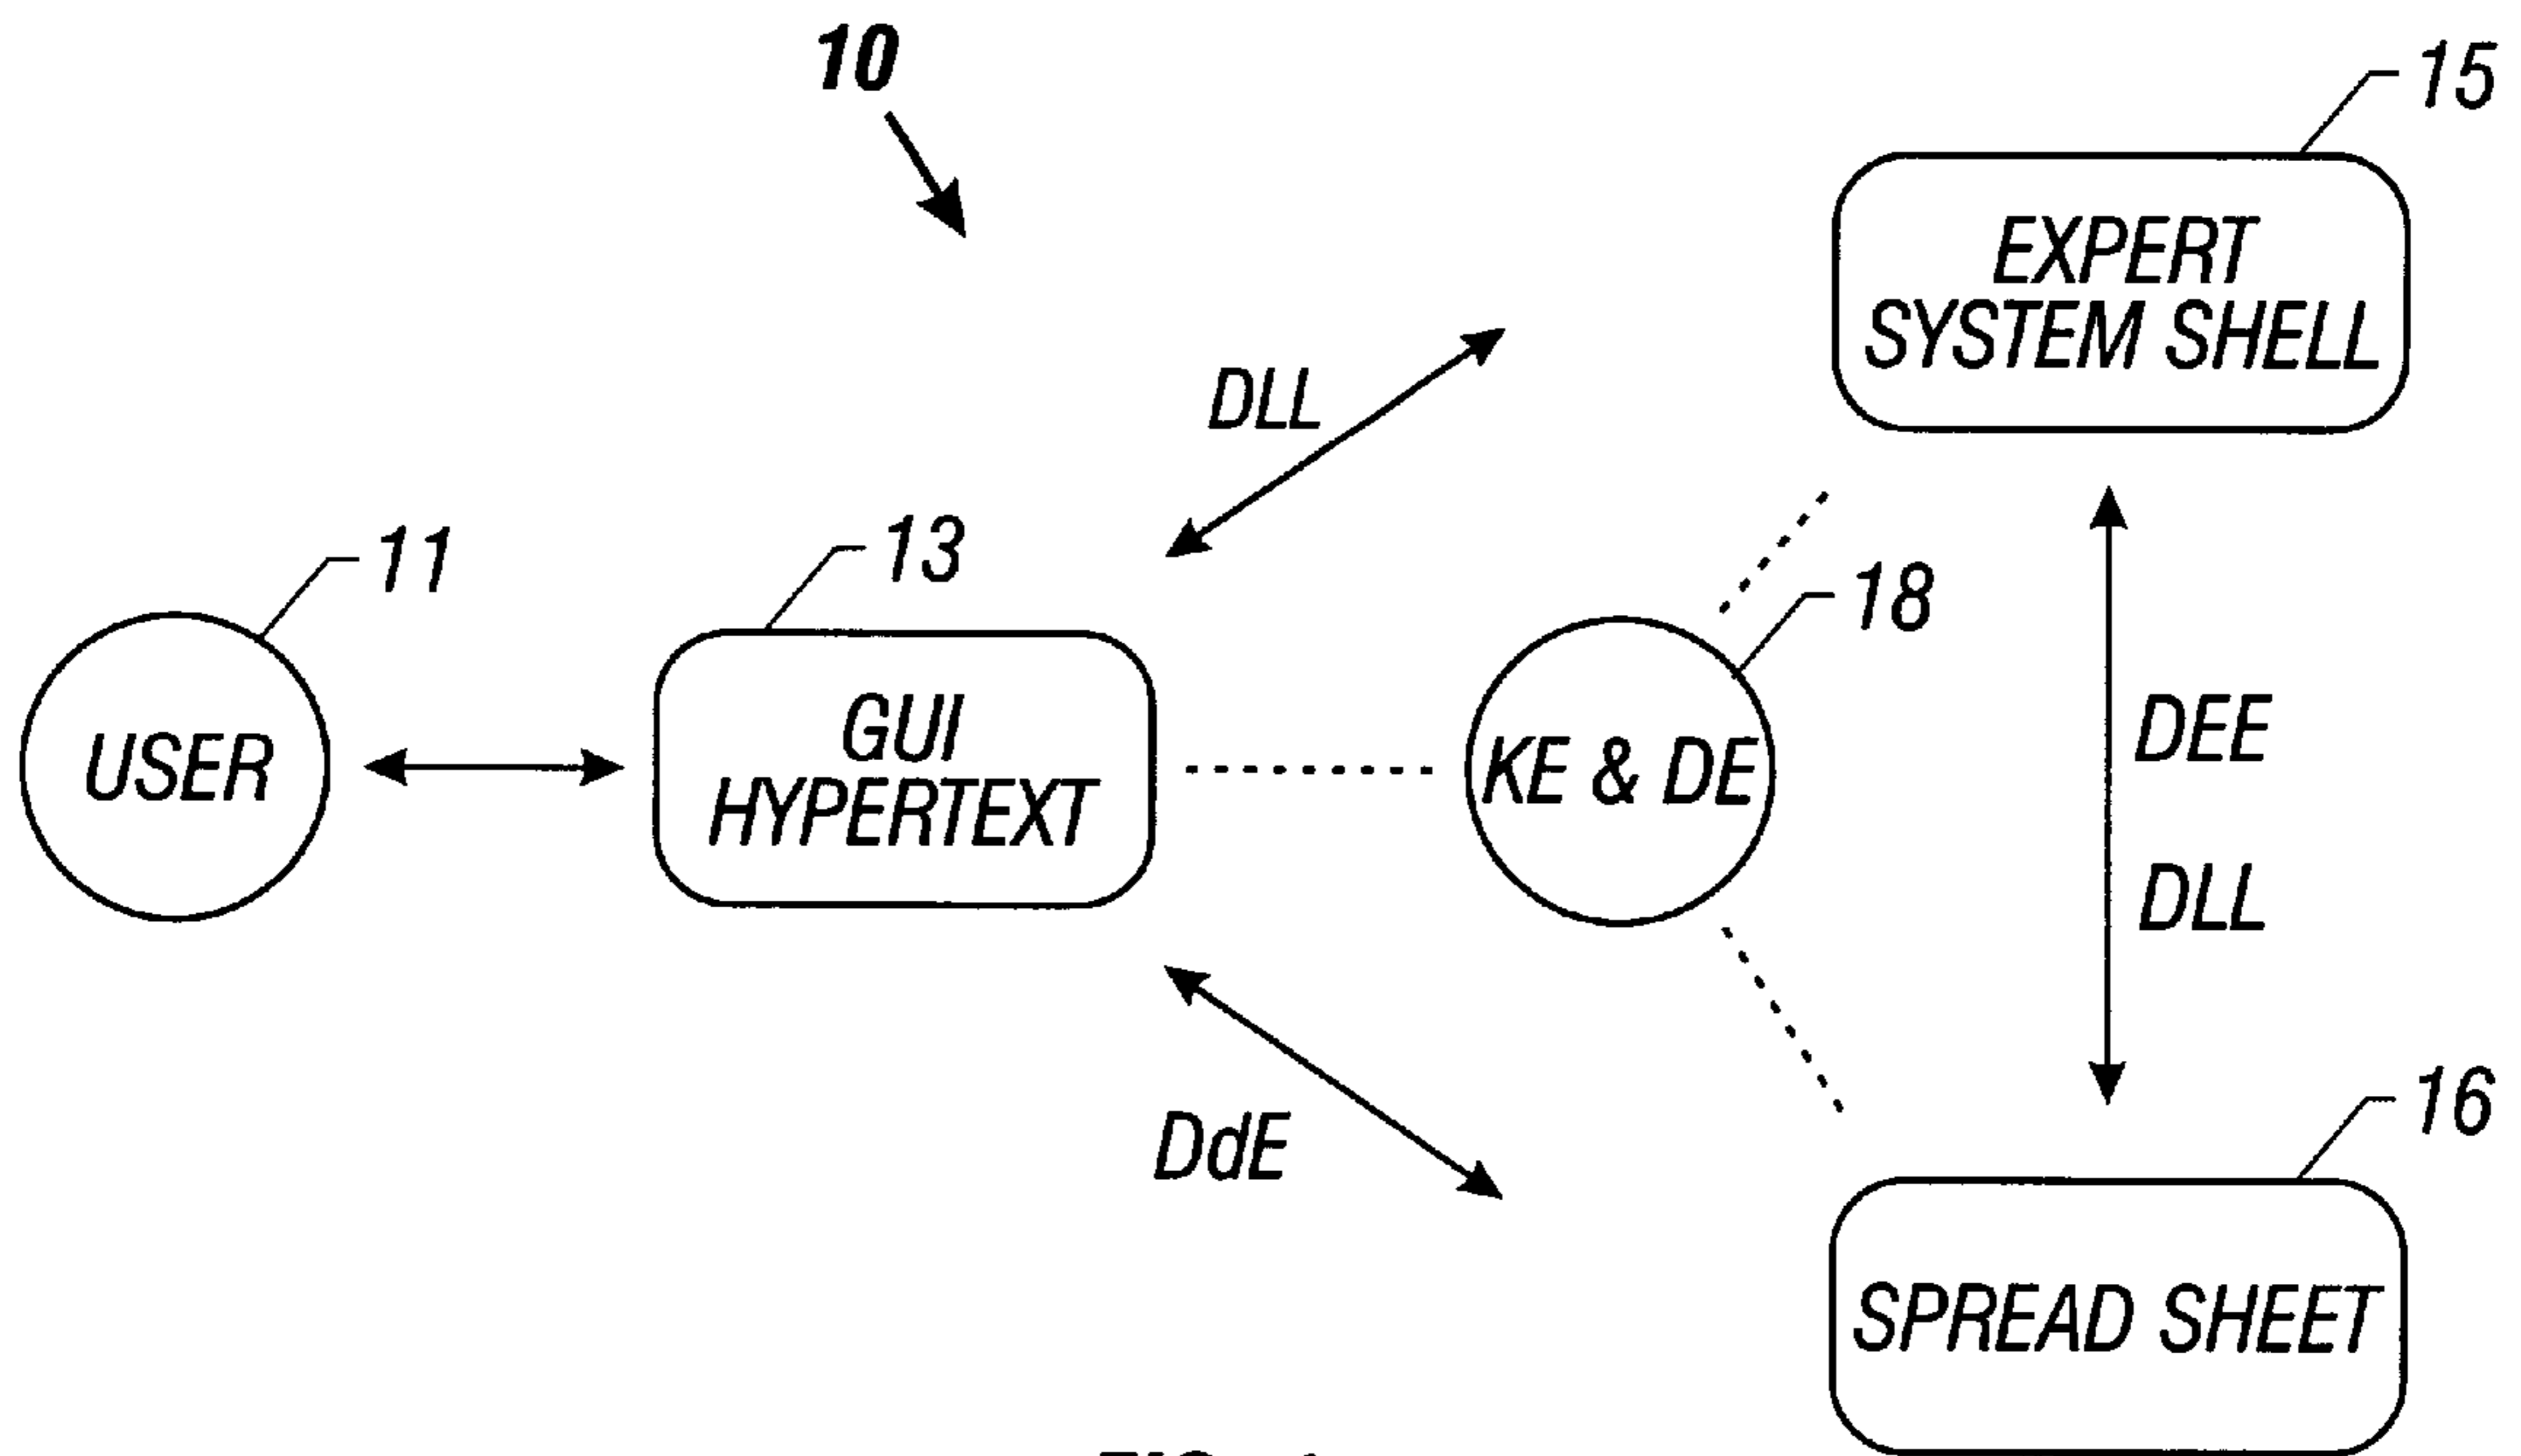 10
15
EXPERT
SYSTEM SHELL
DLL
11
13
18
USER
GUI
HYPERTEXT
KE & DE
DEE
DLL
DdE
16
SPREAD SHEET